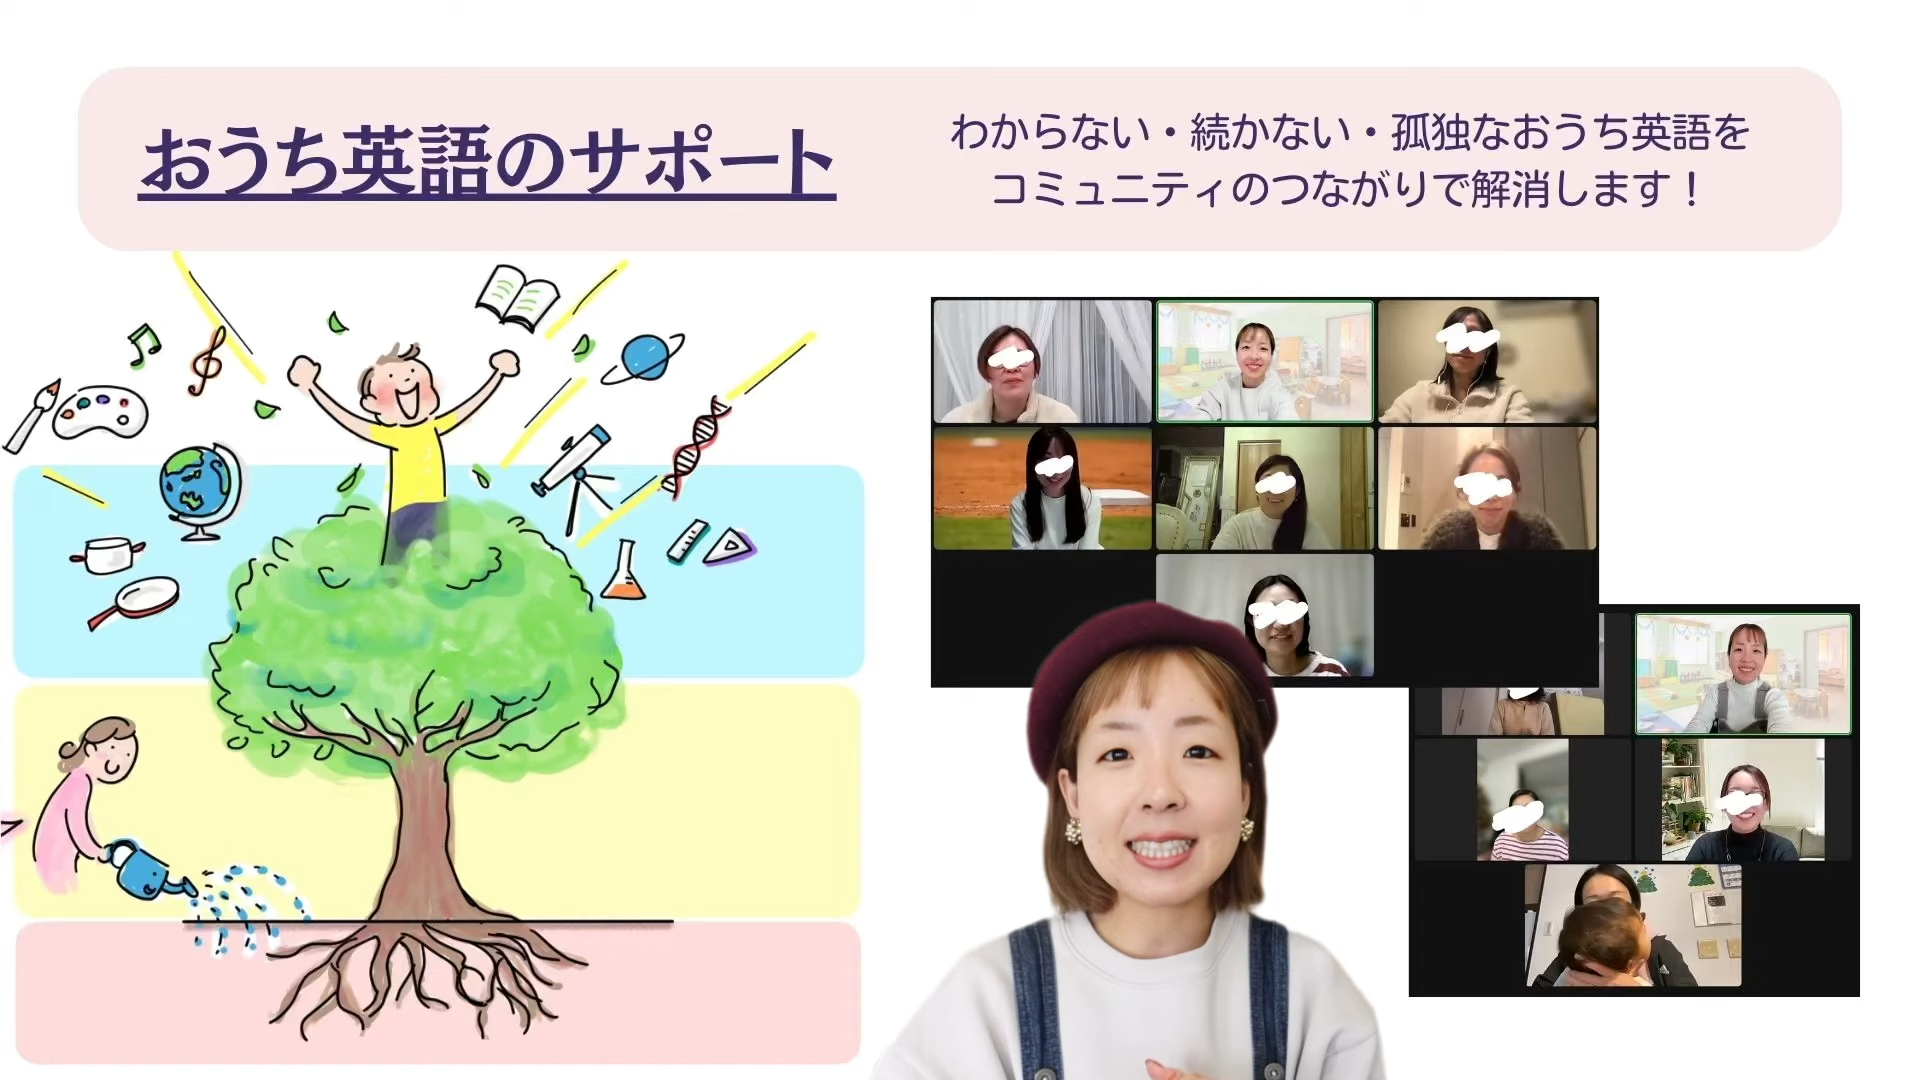 おうち英語のサポート
わからない・続かない・孤独なおうち英語を
コミュニティのつながりで解消します！